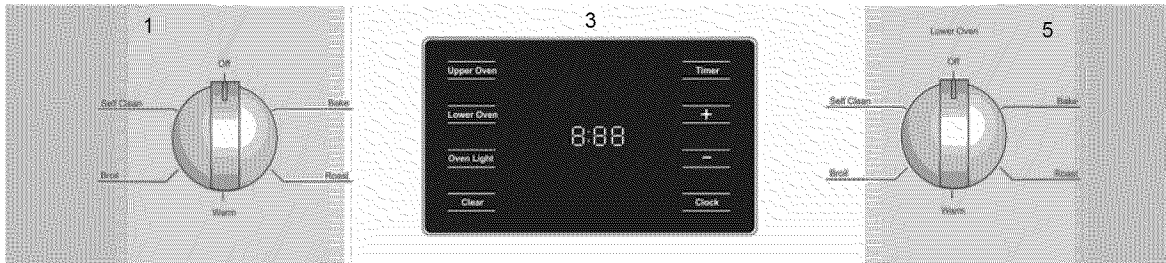 1
Off
Self Clean
Bake
Broil
Roast
Warm
3
Upper Oven
Timer
Lower Oven
+
8:88
Oven Light
-
Clear
Clock
Lower Oven
5
Off
Self Clean
Bake
Broil
Roast
Warm